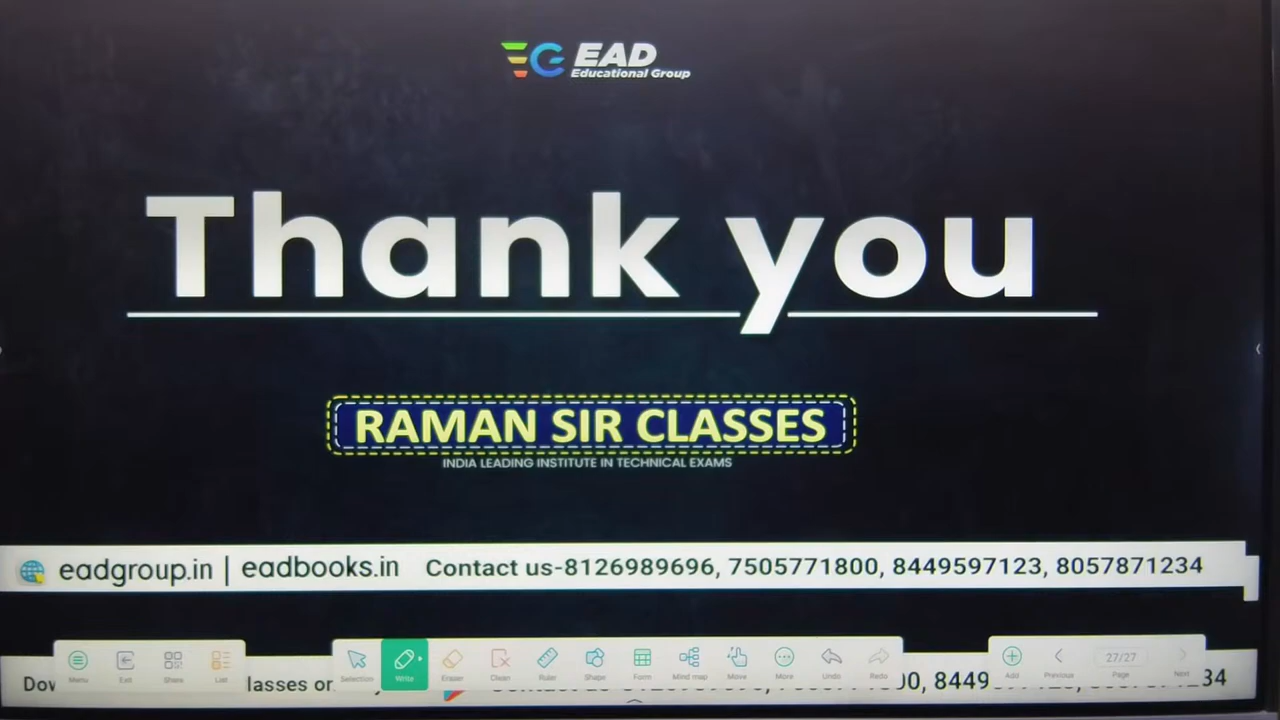 EAD
Educational Group
Thank you
RAMAN SIR CLASSES
INDIA LEADING INSTITUTE IN TECHNICAL EXAMS
eadgroup.in | eadbooks.in Contact us-8126989696, 7505771800, 8449597123, 8057871234
Menu Exit Share List Selection Write Eraser Clean Ruler Shape Form Mind map Move More Undo Redo Add Previous 27/27 Page Next